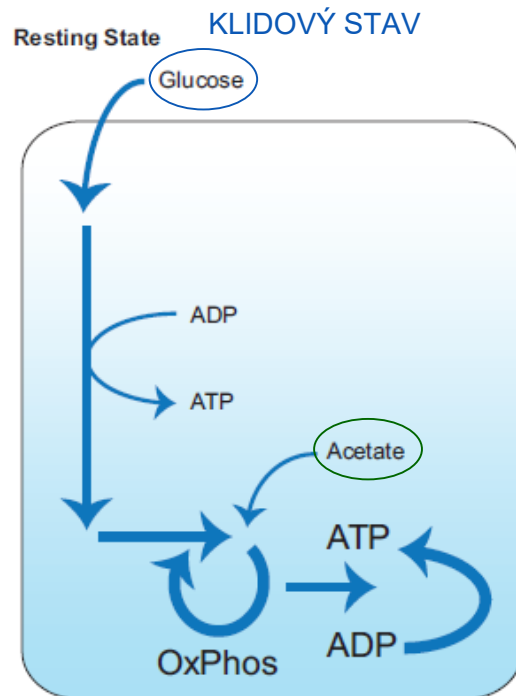 KLIDOVÝ STAV
Resting State
Glucose
ADP
ATP
Acetate
ATP
ADP
OxPhos